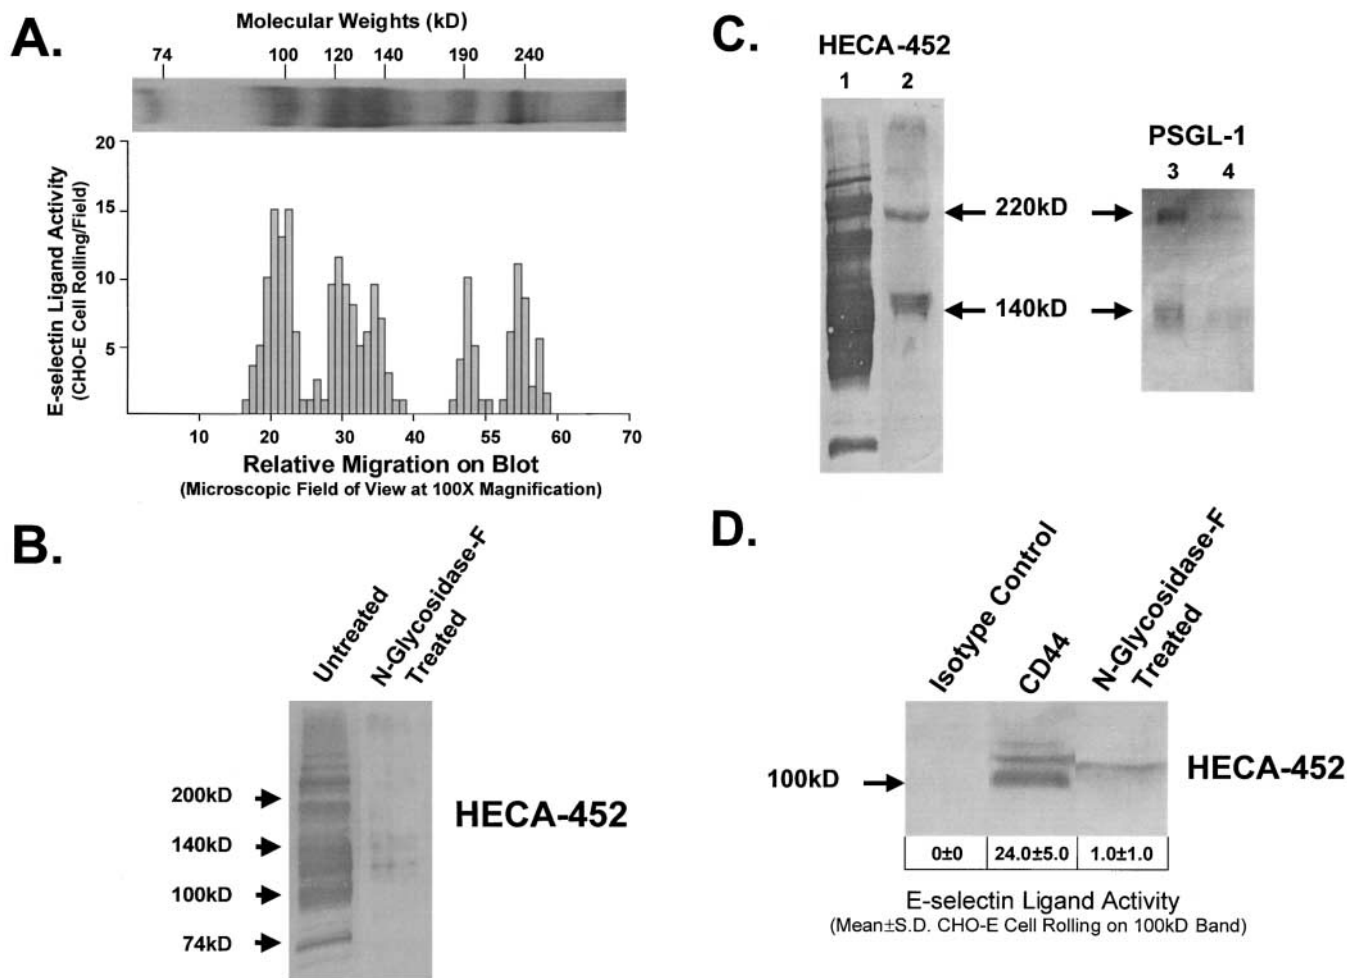 A.
Molecular Weights (kD)
74 100 120 140 190 240
E-selectin Ligand Activity
(CHO-E Cell Rolling/Field)
20
15
10
5
10 20 30 40 55 60 70
Relative Migration on Blot
(Microscopic Field of View at 100X Magnification)
B.
Untreated
N-Glycosidase-F
Treated
200kD
140kD
100kD
74kD
HECA-452
C.
HECA-452
1 2
PSGL-1
3 4
220kD
140kD
D.
Isotype Control
CD44
N-Glycosidase-F
Treated
100kD
HECA-452
0±0 24.0±5.0 1.0±1.0
E-selectin Ligand Activity
(Mean±S.D. CHO-E Cell Rolling on 100kD Band)